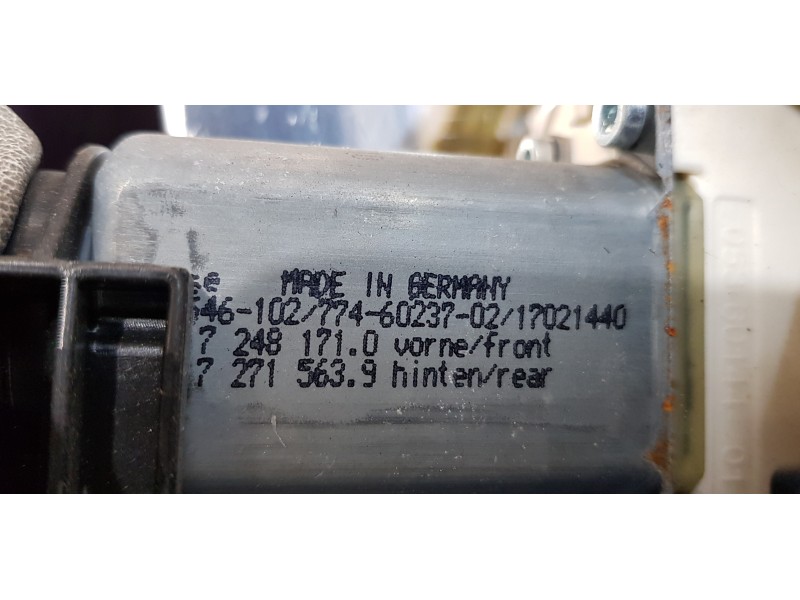 MADE IN GERMANY
646-102/774-60237-02/17021440
7 248 171.0 vorne/front
7 271 563.9 hinten/rear